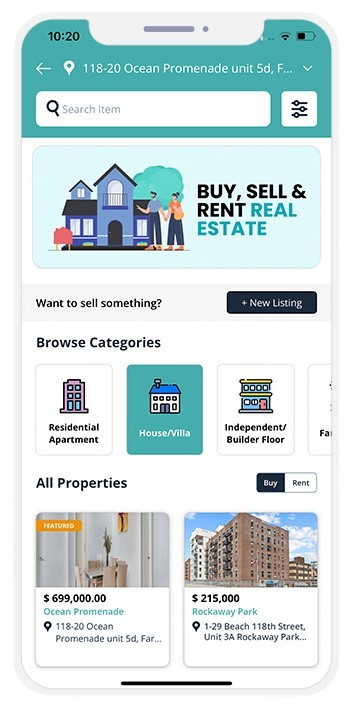 10:20
118-20 Ocean Promenade unit 5d, F...
Search Item
BUY, SELL &
RENT REAL
ESTATE
Want to sell something?
+ New Listing
Browse Categories
Residential
Apartment
House/Villa
Independent/
Builder Floor
Far
All Properties
Buy
Rent
FEATURED
$ 699,000.00
Ocean Promenade
118-20 Ocean
Promenade unit 5d, Far...
$ 215,000
Rockaway Park
1-29 Beach 118th Street,
Unit 3A Rockaway Park...